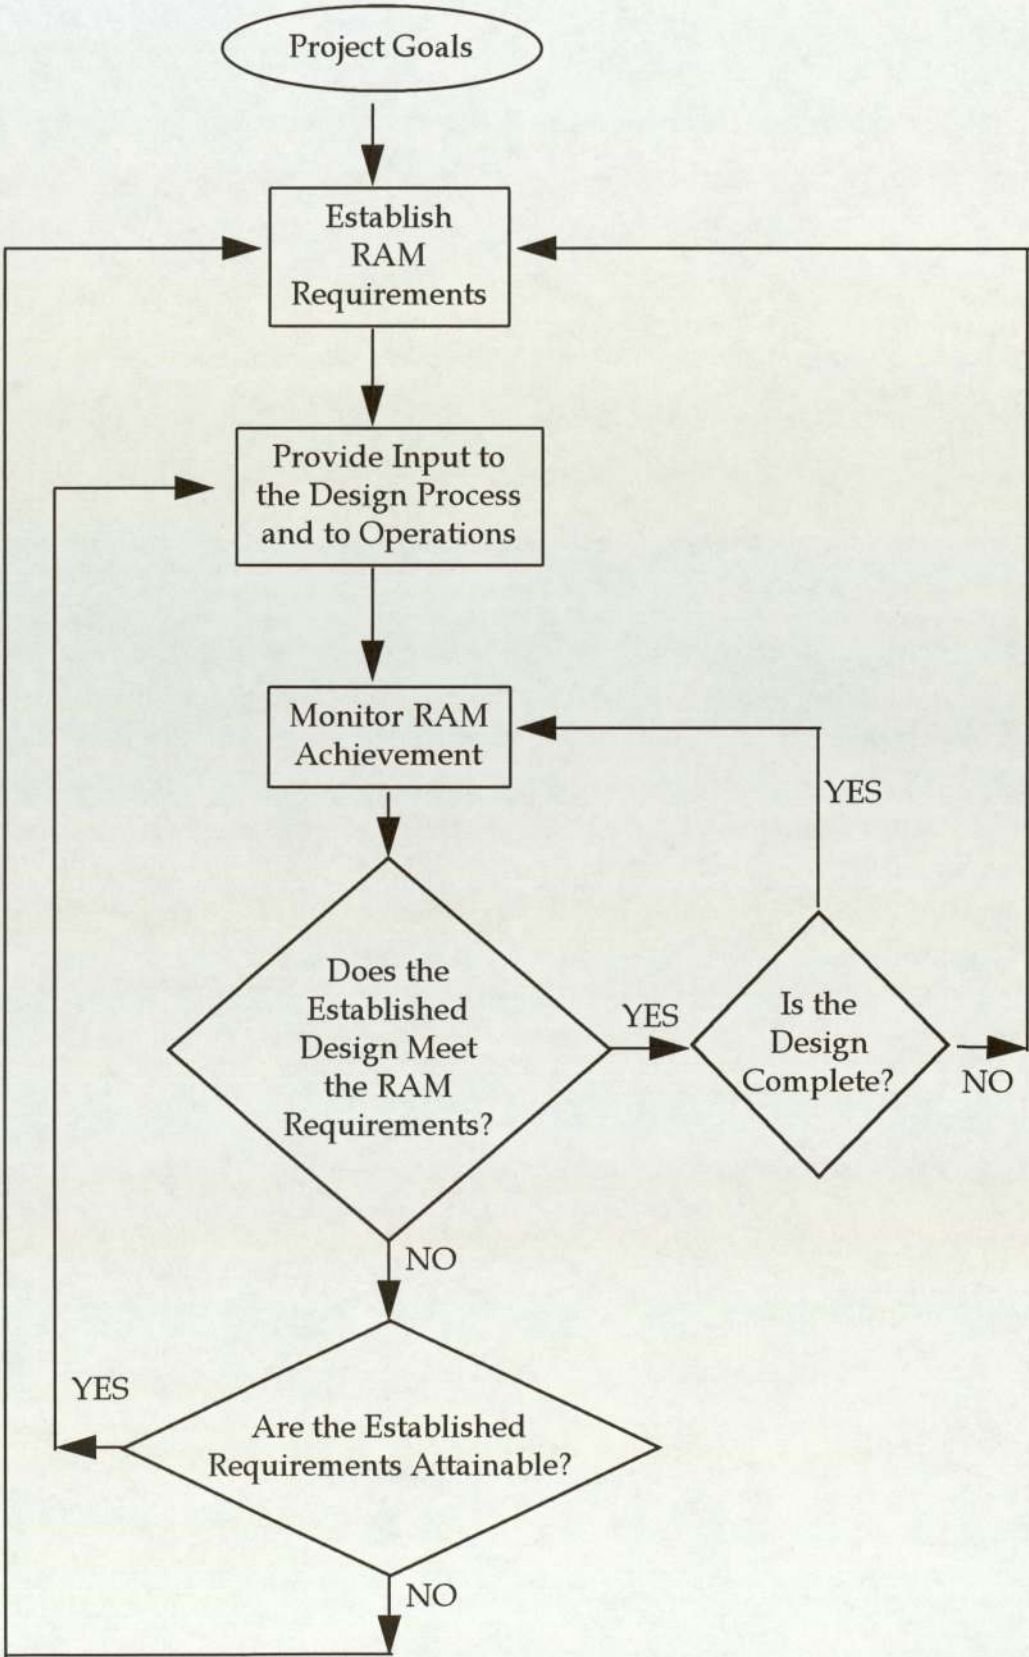 Project Goals
Establish
RAM
Requirements
Provide Input to
the Design Process
and to Operations
Monitor RAM
Achievement
YES
Does the
Established
Design Meet
the RAM
Requirements?
YES
Is the
Design
Complete?
NO
NO
YES
Are the Established
Requirements Attainable?
NO